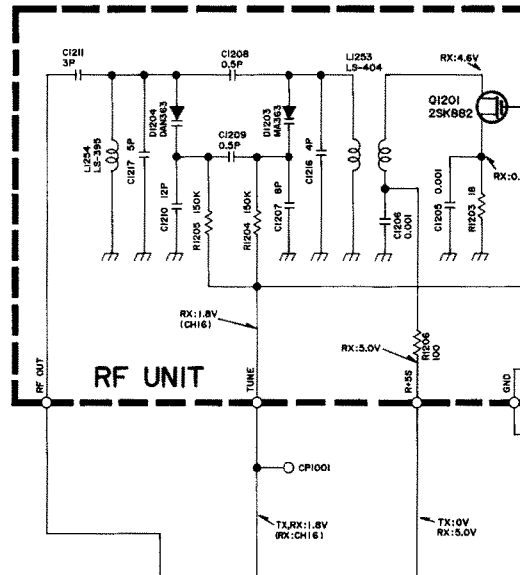 C1211
3P
C1208
0.5P
L1253
LS-404
RX:4.6V
Q1201
2SK882
D1204
DAN363
D1203
MA363
C1209
0.5P
L1254
LS-395
C1217
5P
C1210
12P
R1205
150K
R1204
150K
C1207
8P
C1216
4P
C1206
0.001
C1205
0.001
R1203
18
RX:0.
RX:1.8V
(CH16)
RX:5.0V
R1206
100
RF OUT
RF UNIT
TUNE
R+5S
GND
CP1001
TX,RX:1.8V
(RX:CH16)
TX:0V
RX:5.0V